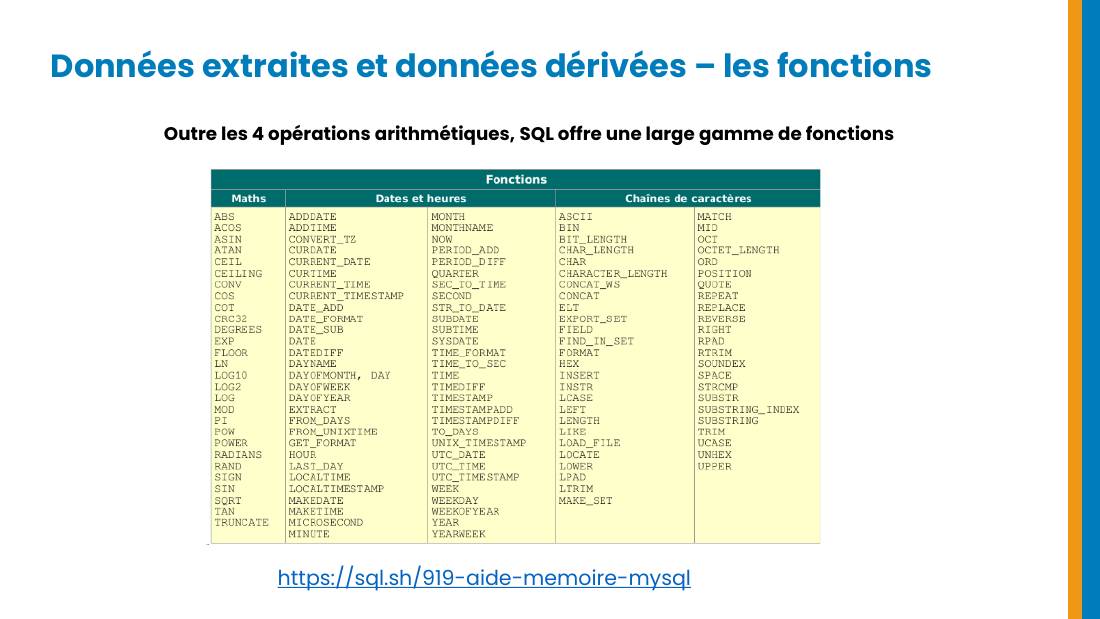 Données extraites et données dérivées – les fonctions
Outre les 4 opérations arithmétiques, SQL offre une large gamme de fonctions
Fonctions
Maths
ABS
ACOS
ASIN
ATAN
CEIL
CEILING
CONV
COS
COT
CRC32
DEGREES
EXP
FLOOR
LN
LOG10
LOG2
LOG
MOD
PI
POW
POWER
RADIANS
RAND
SIGN
SIN
SQRT
TAN
TRUNCATE
Dates et heures
ADDDATE
ADDTIME
CONVERT_TZ
CURDATE
CURRENT_DATE
CURTIME
CURRENT_TIME
CURRENT_TIMESTAMP
DATE_ADD
DATE_FORMAT
DATE_SUB
DATE
DATEDIFF
DAYNAME
DAYOFMONTH, DAY
DAYOFWEEK
DAYOFYEAR
EXTRACT
FROM_DAYS
FROM_UNIXTIME
GET_FORMAT
HOUR
LAST_DAY
LOCALTIME
LOCALTIMESTAMP
MAKEDATE
MAKETIME
MICROSECOND
MINUTE
MONTH
MONTHNAME
NOW
PERIOD_ADD
PERIOD_DIFF
QUARTER
SEC_TO_TIME
SECOND
STR_TO_DATE
SUBDATE
SUBTIME
SYSDATE
TIME_FORMAT
TIME_TO_SEC
TIME
TIMEDIFF
TIMESTAMP
TIMESTAMPADD
TIMESTAMPDIFF
TO_DAYS
UNIX_TIMESTAMP
UTC_DATE
UTC_TIME
UTC_TIMESTAMP
WEEK
WEEKDAY
WEEKOFYEAR
YEAR
YEARWEEK
Chaînes de caractères
ASCII
BIN
BIT_LENGTH
CHAR_LENGTH
CHAR
CHARACTER_LENGTH
CONCAT_WS
CONCAT
ELT
EXPORT_SET
FIELD
FIND_IN_SET
FORMAT
HEX
INSERT
INSTR
LCASE
LEFT
LENGTH
LIKE
LOAD_FILE
LOCATE
LOWER
LPAD
LTRIM
MAKE_SET
MATCH
MID
OCT
OCTET_LENGTH
ORD
POSITION
QUOTE
REPEAT
REPLACE
REVERSE
RIGHT
RPAD
RTRIM
SOUNDEX
SPACE
STRCMP
SUBSTR
SUBSTRING_INDEX
SUBSTRING
TRIM
UCASE
UNHEX
UPPER
https://sql.sh/919-aide-memoire-mysql